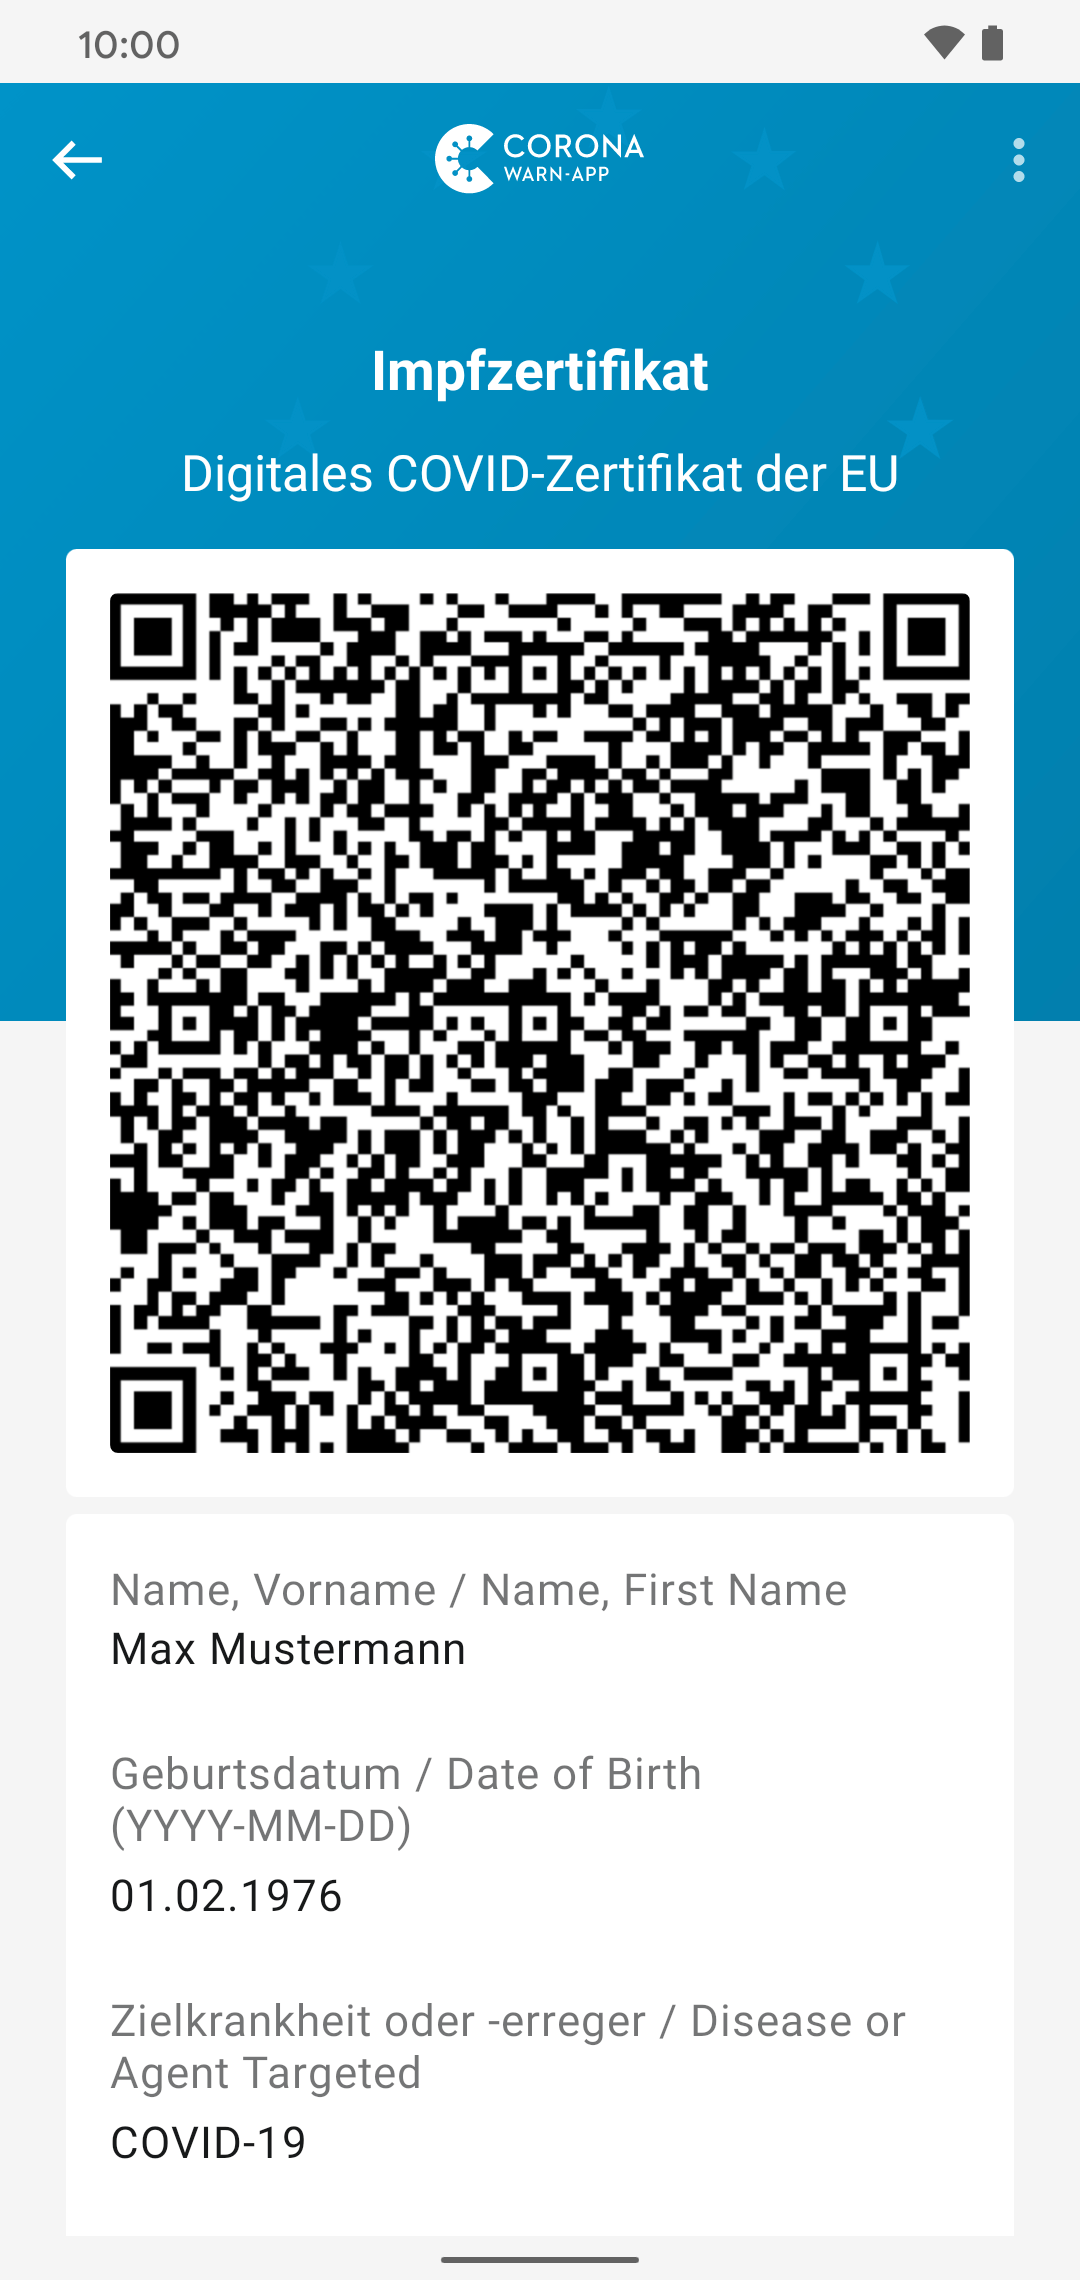 10:00
CORONA
WARN-APP
Impfzertifikat
Digitales COVID-Zertifikat der EU
Name, Vorname / Name, First Name
Max Mustermann
Geburtsdatum / Date of Birth
(YYYY-MM-DD)
01.02.1976
Zielkrankheit oder -erreger / Disease or
Agent Targeted
COVID-19